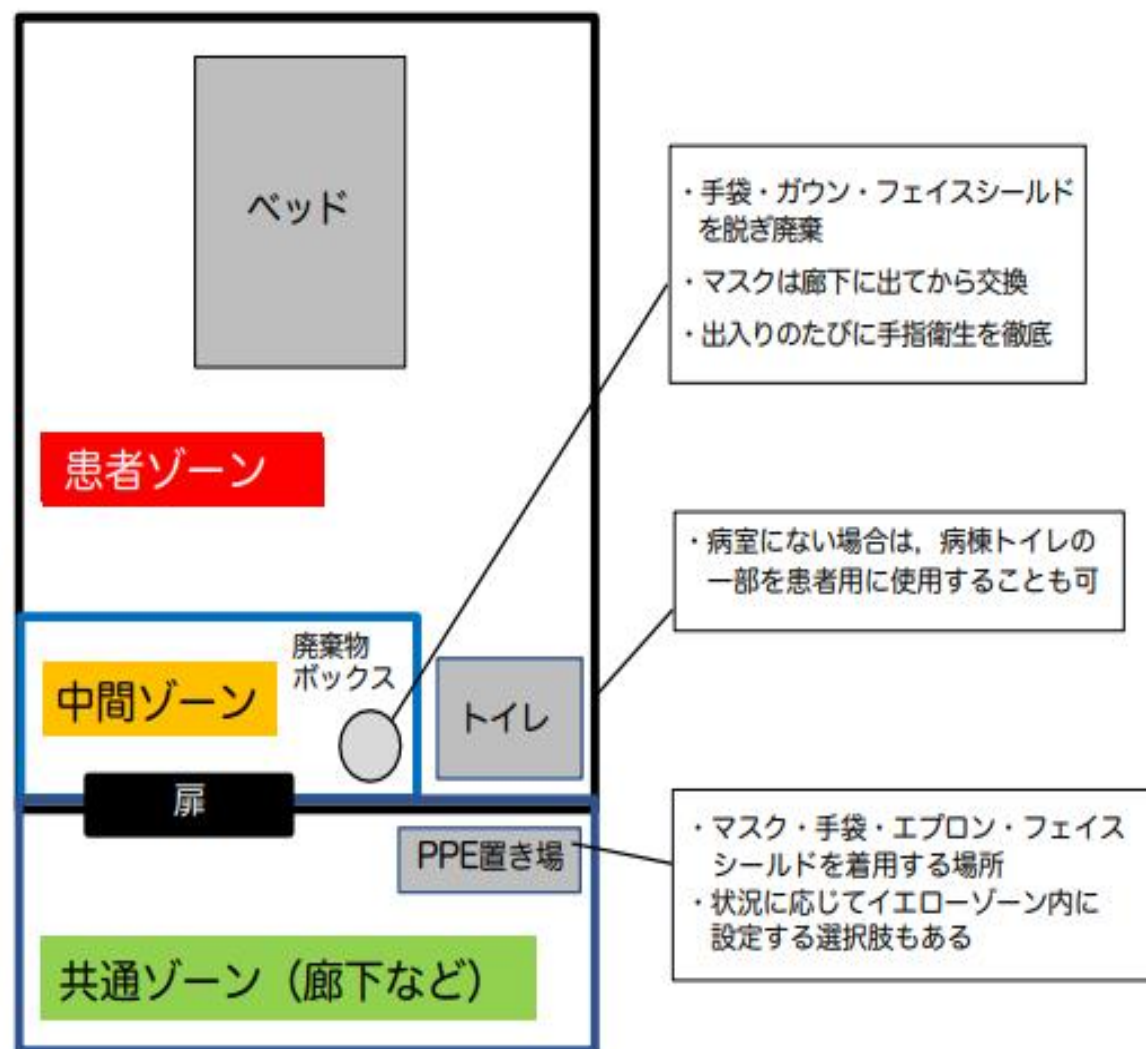 ベッド
・手袋・ガウン・フェイスシールド
を脱ぎ廃棄
・マスクは廊下に出てから交換
・出入りのたびに手指衛生を徹底
患者ゾーン
・病室にない場合は，病棟トイレの
一部を患者用に使用することも可
中間ゾーン
廃棄物
ボックス
トイレ
扉
PPE置き場
・マスク・手袋・エプロン・フェイス
シールドを着用する場所
・状況に応じてイエローゾーン内に
設定する選択肢もある
共通ゾーン（廊下など）